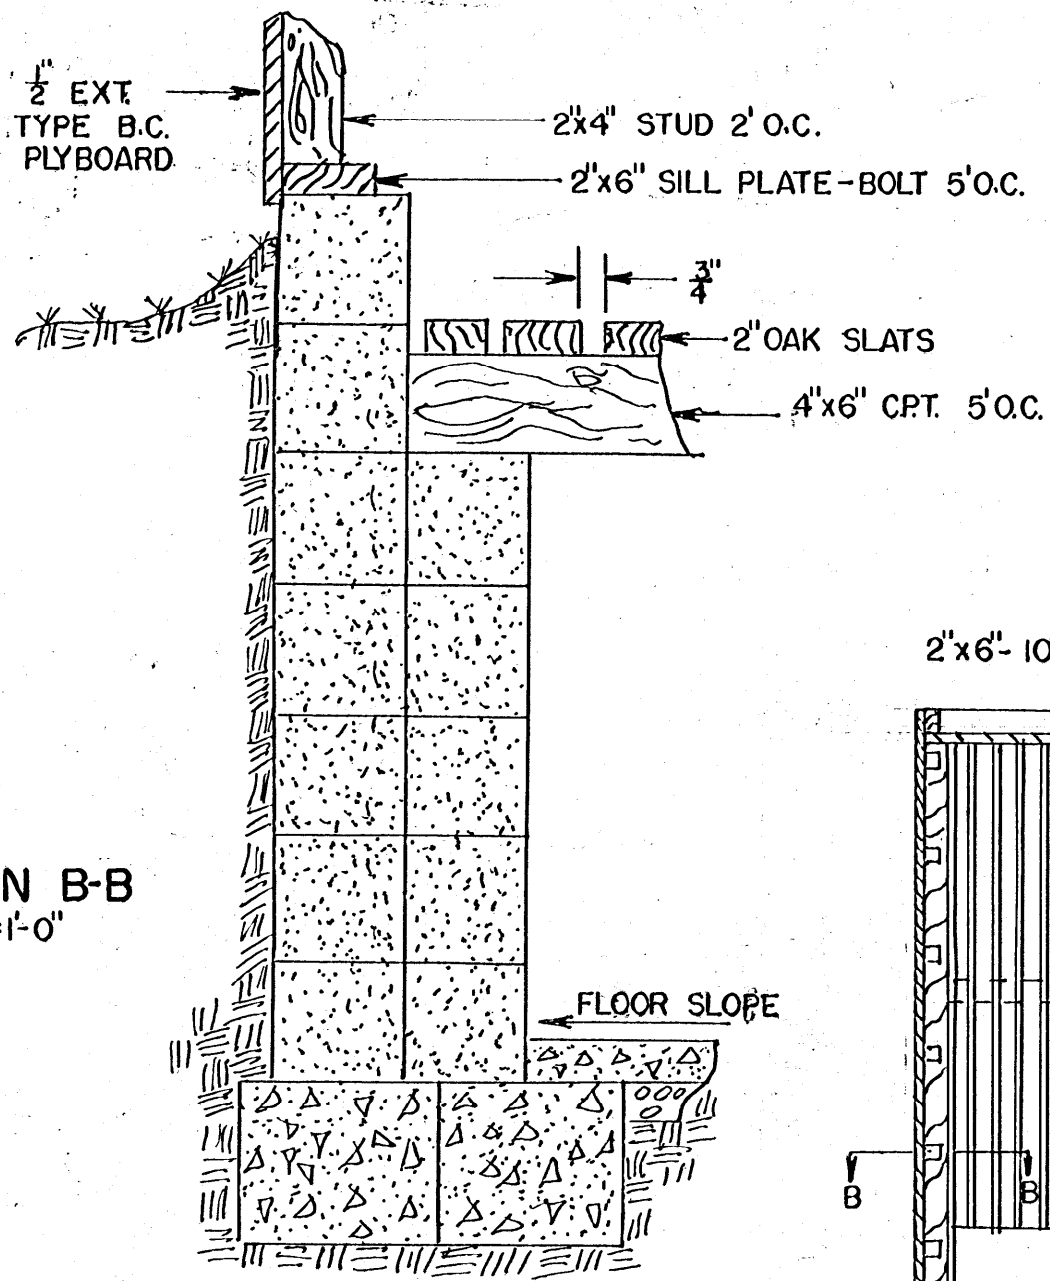 1/2" EXT.
TYPE B.C.
PLYBOARD
2"x4" STUD 2' O.C.
2"x6" SILL PLATE-BOLT 5'O.C.
3/4"
2" OAK SLATS
4"x6" C.P.T. 5'O.C.
2"x6"- 10
N B-B
1'-0"
FLOOR SLOPE
B
B